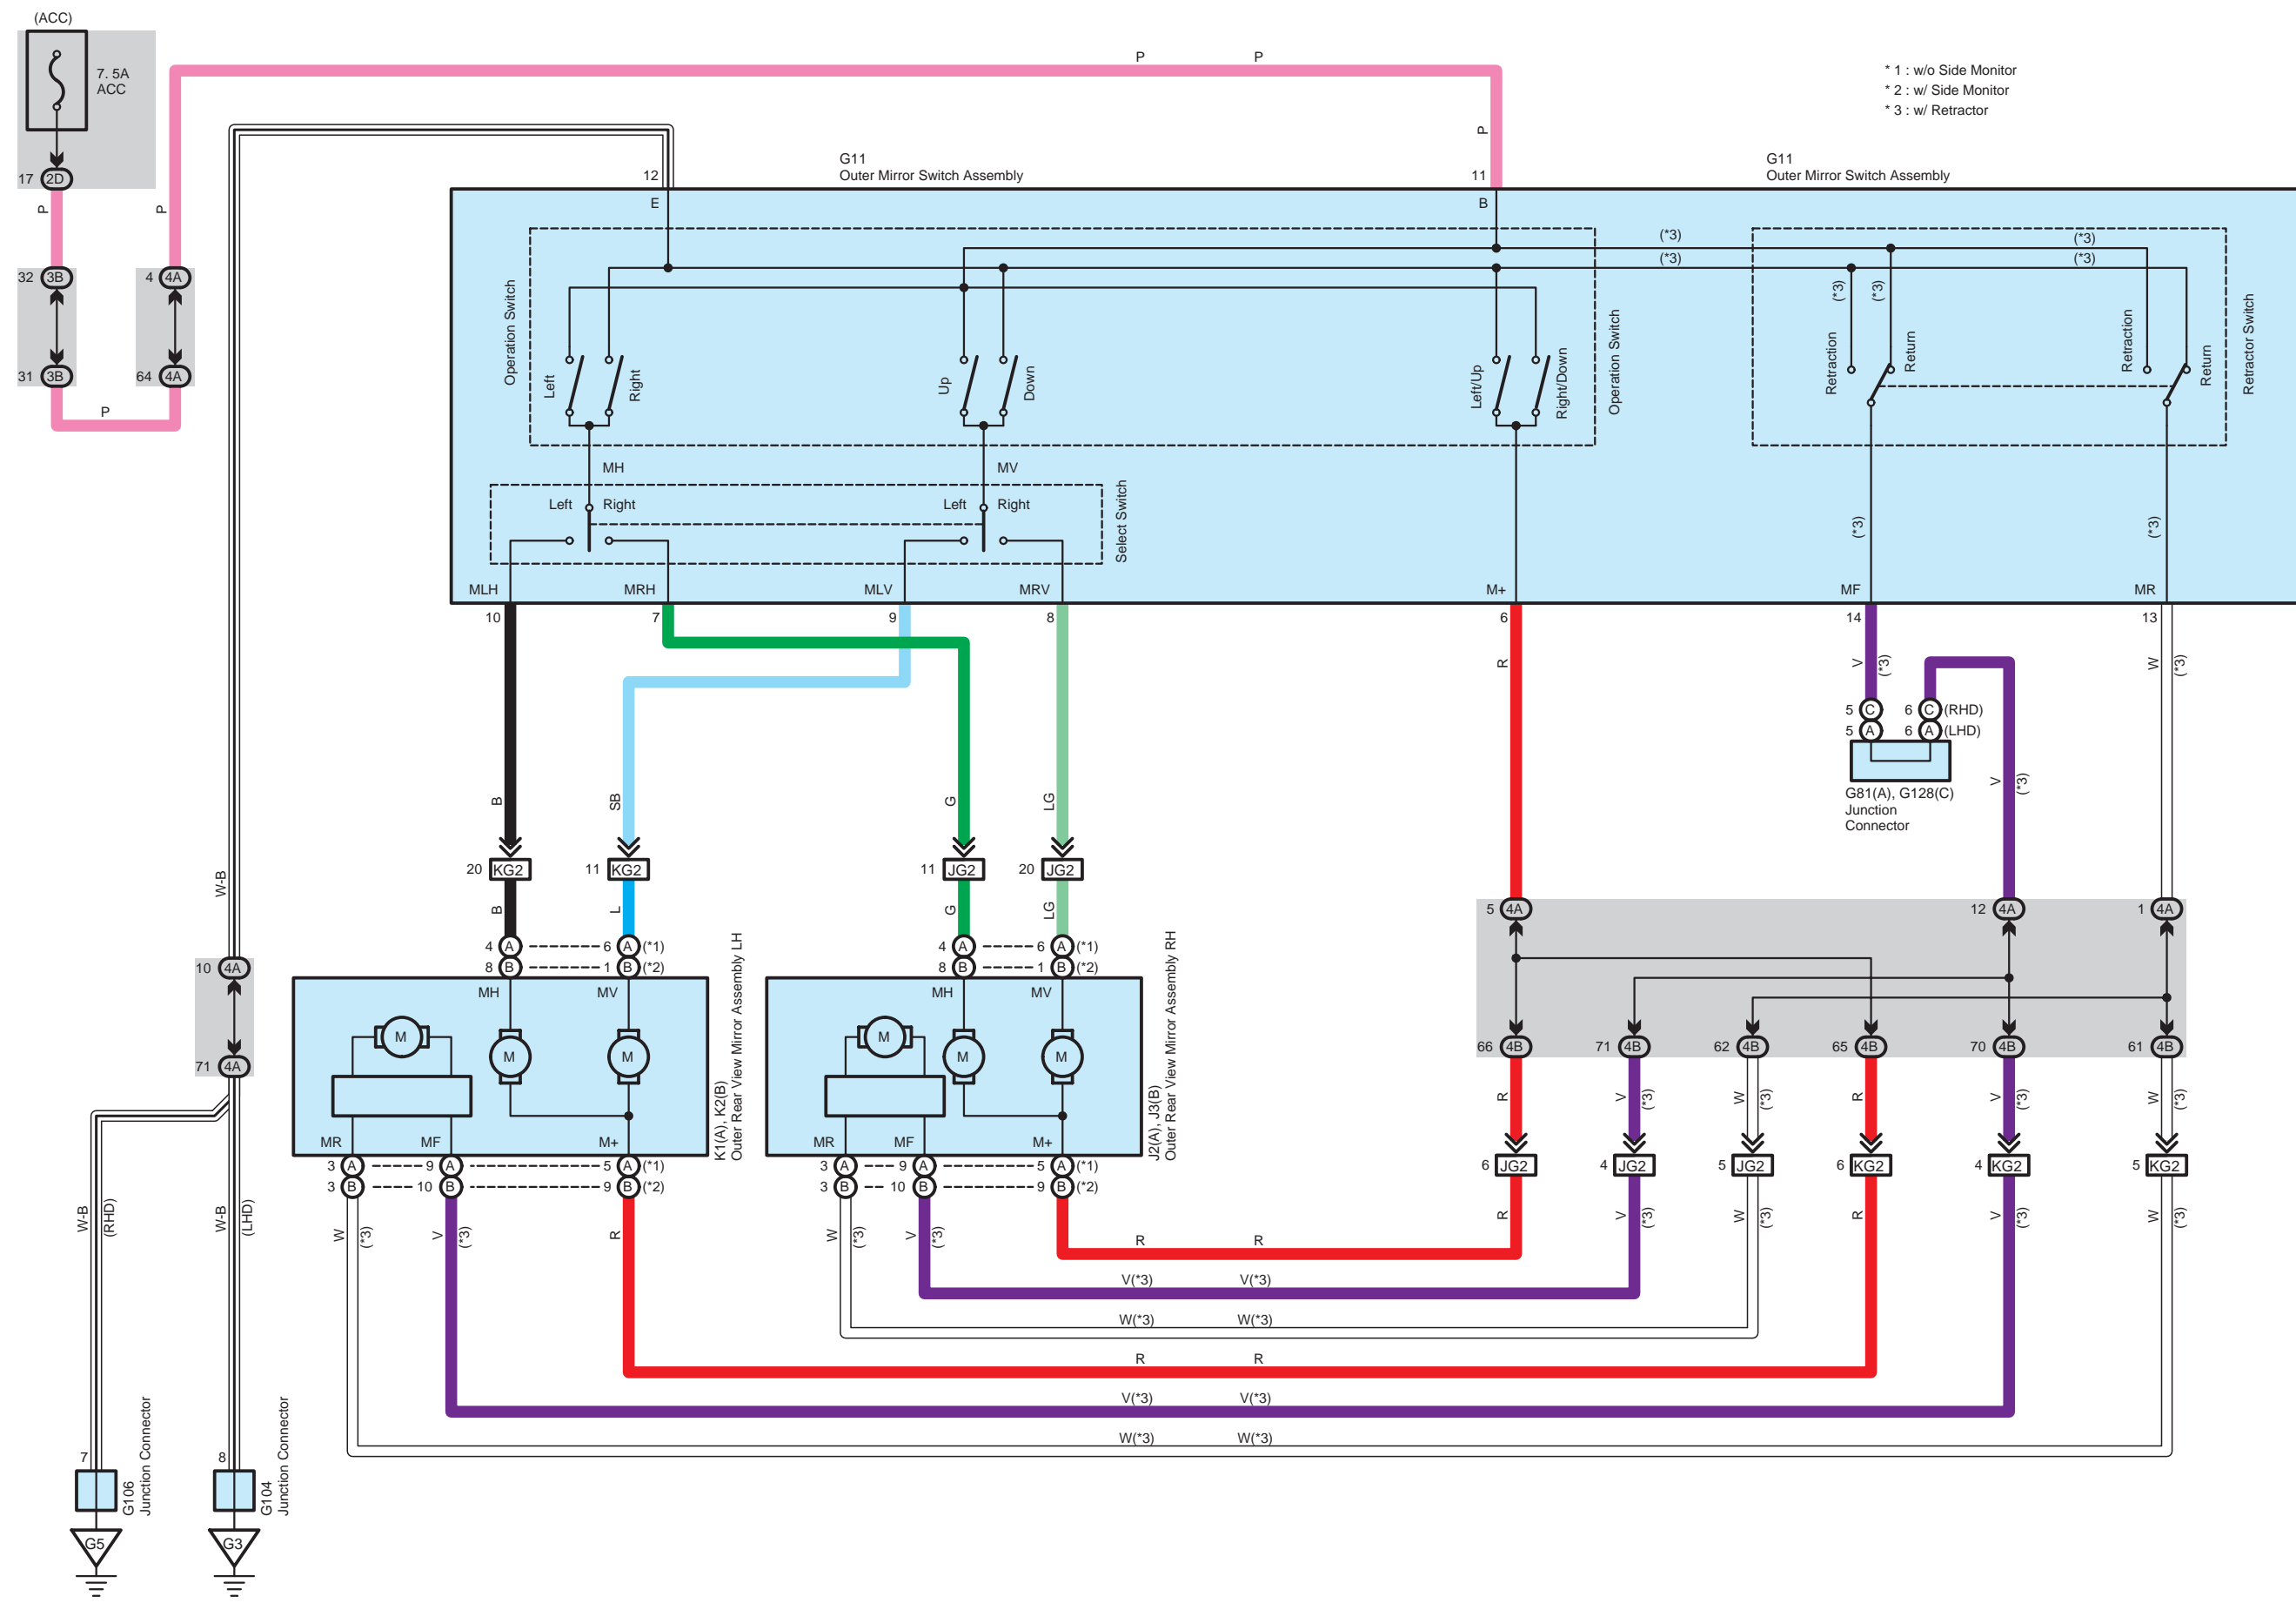 (ACC)
7. 5A
ACC
17 2D
P
P
32 3B
4 4A
31 3B
64 4A
P
P P
P
* 1 : w/o Side Monitor
* 2 : w/ Side Monitor
* 3 : w/ Retractor
12
G11
Outer Mirror Switch Assembly
11
G11
Outer Mirror Switch Assembly
E
B
(*3)
(*3)
(*3)
(*3)
(*3)
(*3)
Operation Switch
Left
Right
Up
Down
Left/Up
Right/Down
Operation Switch
Retraction
Return
Retraction
Return
Retractor Switch
MH
MV
Left Right
Left Right
Select Switch
(*3)
(*3)
MLH
MRH
MLV
MRV
M+
MF
MR
10
7
9
8
6
14
13
R
V
(*3)
W
(*3)
5 C 6 C (RHD)
5 A 6 A (LHD)
G81(A), G128(C)
Junction
Connector
V
(*3)
B
SB
G
LG
20 KG2
11 KG2
11 JG2
20 JG2
B
L
G
LG
W-B
5 4A
12 4A
1 4A
4 A 6 A (*1)
8 B 1 B (*2)
4 A 6 A (*1)
8 B 1 B (*2)
10 4A
71 4A
MH
MV
M
M
M
MR
MF
M+
K1(A), K2(B)
Outer Rear View Mirror Assembly LH
MH
MV
M
M
M
MR
MF
M+
J2(A), J3(B)
Outer Rear View Mirror Assembly RH
66 4B
71 4B
62 4B
65 4B
70 4B
61 4B
R
V
(*3)
W
(*3)
R
V
(*3)
W
(*3)
3 A 9 A 5 A (*1)
3 B 10 B 9 B (*2)
3 A 9 A 5 A (*1)
3 B 10 B 9 B (*2)
6 JG2
4 JG2
5 JG2
6 KG2
4 KG2
5 KG2
W-B
(RHD)
W-B
(LHD)
W
(*3)
V
(*3)
R
W
(*3)
V
(*3)
R
V
(*3)
W
(*3)
R
V
(*3)
W
(*3)
R R
V(*3) V(*3)
W(*3) W(*3)
R R
V(*3) V(*3)
W(*3) W(*3)
7
G106
Junction Connector
8
G104
Junction Connector
G5
G3